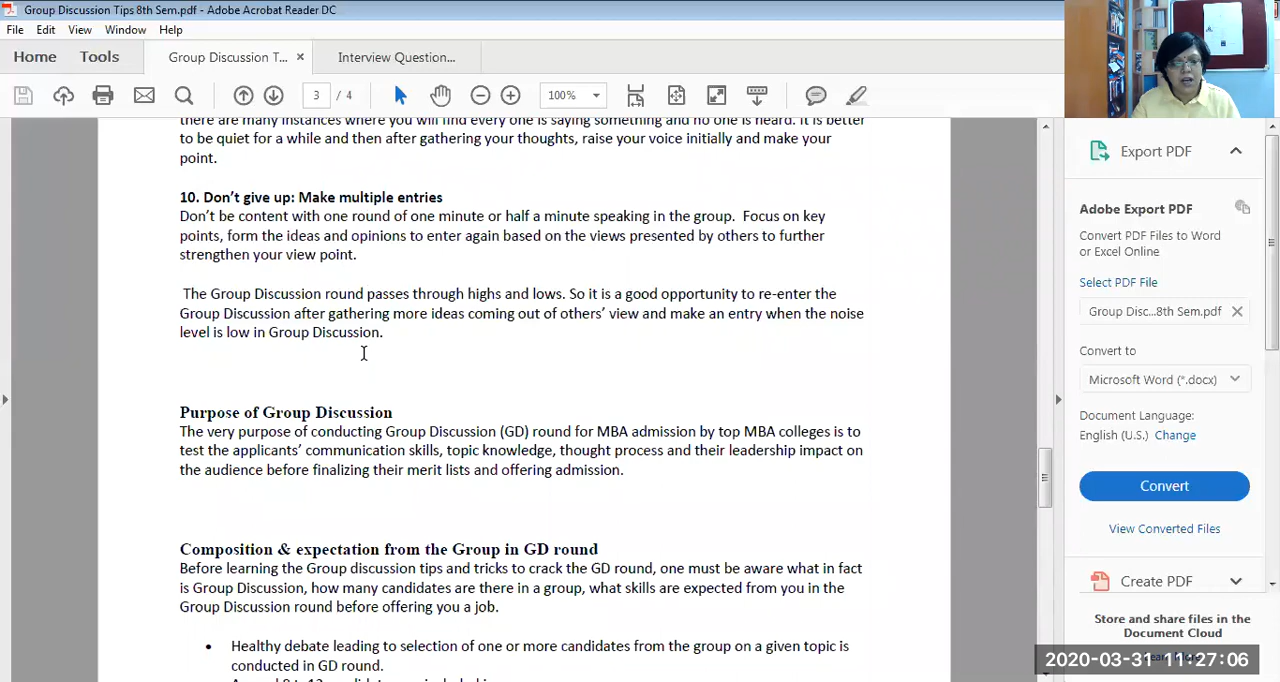 Group Discussion Tips 8th Sem.pdf - Adobe Acrobat Reader DC
File Edit View Window Help
Home Tools Group Discussion T... × Interview Question...
3 / 4 100%
there are many instances where you will find every one is saying something and no one is heard. It is better
to be quiet for a while and then after gathering your thoughts, raise your voice initially and make your
point.
10. Don't give up: Make multiple entries
Don't be content with one round of one minute or half a minute speaking in the group. Focus on key
points, form the ideas and opinions to enter again based on the views presented by others to further
strengthen your view point.
The Group Discussion round passes through highs and lows. So it is a good opportunity to re-enter the
Group Discussion after gathering more ideas coming out of others' view and make an entry when the noise
level is low in Group Discussion.
Purpose of Group Discussion
The very purpose of conducting Group Discussion (GD) round for MBA admission by top MBA colleges is to
test the applicants' communication skills, topic knowledge, thought process and their leadership impact on
the audience before finalizing their merit lists and offering admission.
Composition & expectation from the Group in GD round
Before learning the Group discussion tips and tricks to crack the GD round, one must be aware what in fact
is Group Discussion, how many candidates are there in a group, what skills are expected from you in the
Group Discussion round before offering you a job.
• Healthy debate leading to selection of one or more candidates from the group on a given topic is
conducted in GD round.
Export PDF
Adobe Export PDF
Convert PDF Files to Word
or Excel Online
Select PDF File
Group Disc...8th Sem.pdf ×
Convert to
Microsoft Word (*.docx)
Document Language:
English (U.S.) Change
Convert
View Converted Files
Create PDF
Store and share files in the
Document Cloud
2020-03-31 11:27:06